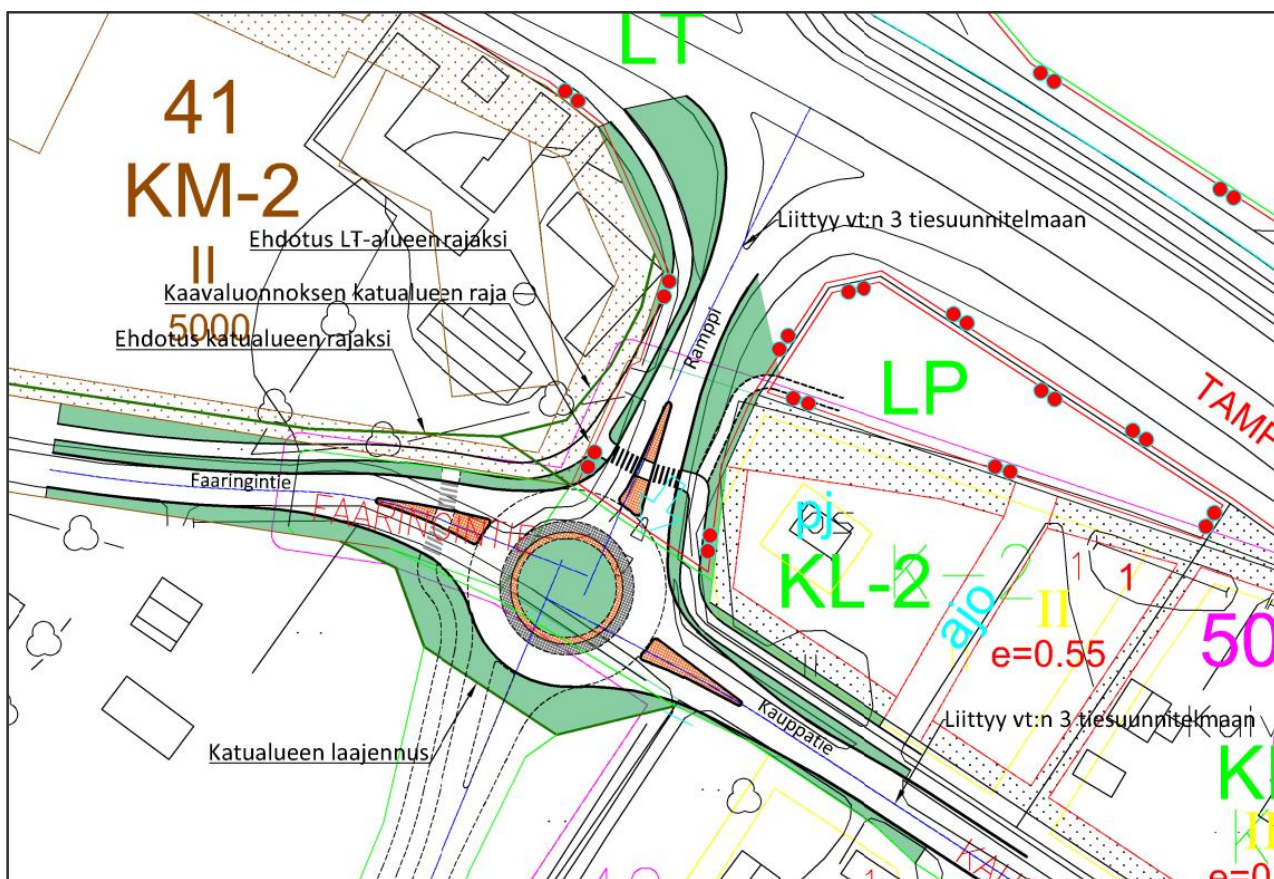 LT
41
KM-2
II
5000
Ehdotus LT-alueen rajaksi
Kaavaluonnoksen katualueen raja
Ehdotus katualueen rajaksi
Liittyy vt:n 3 tiesuunnitelmaan
Ramppi
LP
Faaringintie
pj
KL-2
II
ajo
1
1
e=0.55
50
Kauppatie
Liittyy vt:n 3 tiesuunnitelmaan
Katualueen laajennus
II